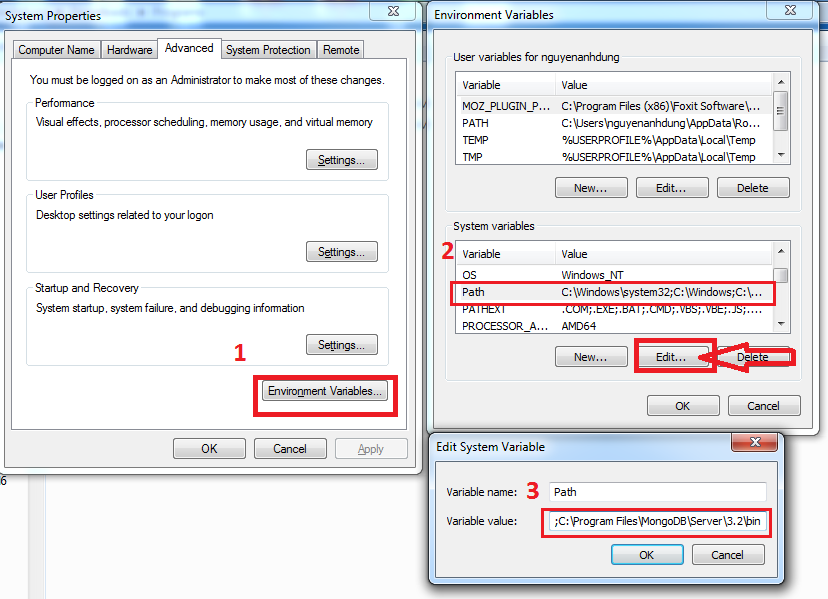 System Properties
Computer Name
Hardware
Advanced
System Protection
Remote
You must be logged on as an Administrator to make most of these changes.
Performance
Visual effects, processor scheduling, memory usage, and virtual memory
Settings...
User Profiles
Desktop settings related to your logon
Settings...
Startup and Recovery
System startup, system failure, and debugging information
Settings...
1
Environment Variables...
OK
Cancel
Apply
Environment Variables
User variables for nguyenanhdung
Variable Value
MOZ_PLUGIN_P... C:\Program Files (x86)\Foxit Software\...
PATH C:\Users\nguyenanhdung\AppData\Ro...
TEMP %USERPROFILE%\AppData\Local\Temp
TMP %USERPROFILE%\AppData\Local\Temp
New...
Edit...
Delete
System variables
2
Variable Value
OS Windows_NT
Path C:\Windows\system32;C:\Windows;C:\...
PATHEXT .COM;.EXE;.BAT;.CMD;.VBS;.VBE;.JS;....
PROCESSOR_A... AMD64
New...
Edit...
Delete
OK
Cancel
Edit System Variable
Variable name: 3 Path
Variable value: ;C:\Program Files\MongoDB\Server\3.2\bin
OK
Cancel
6